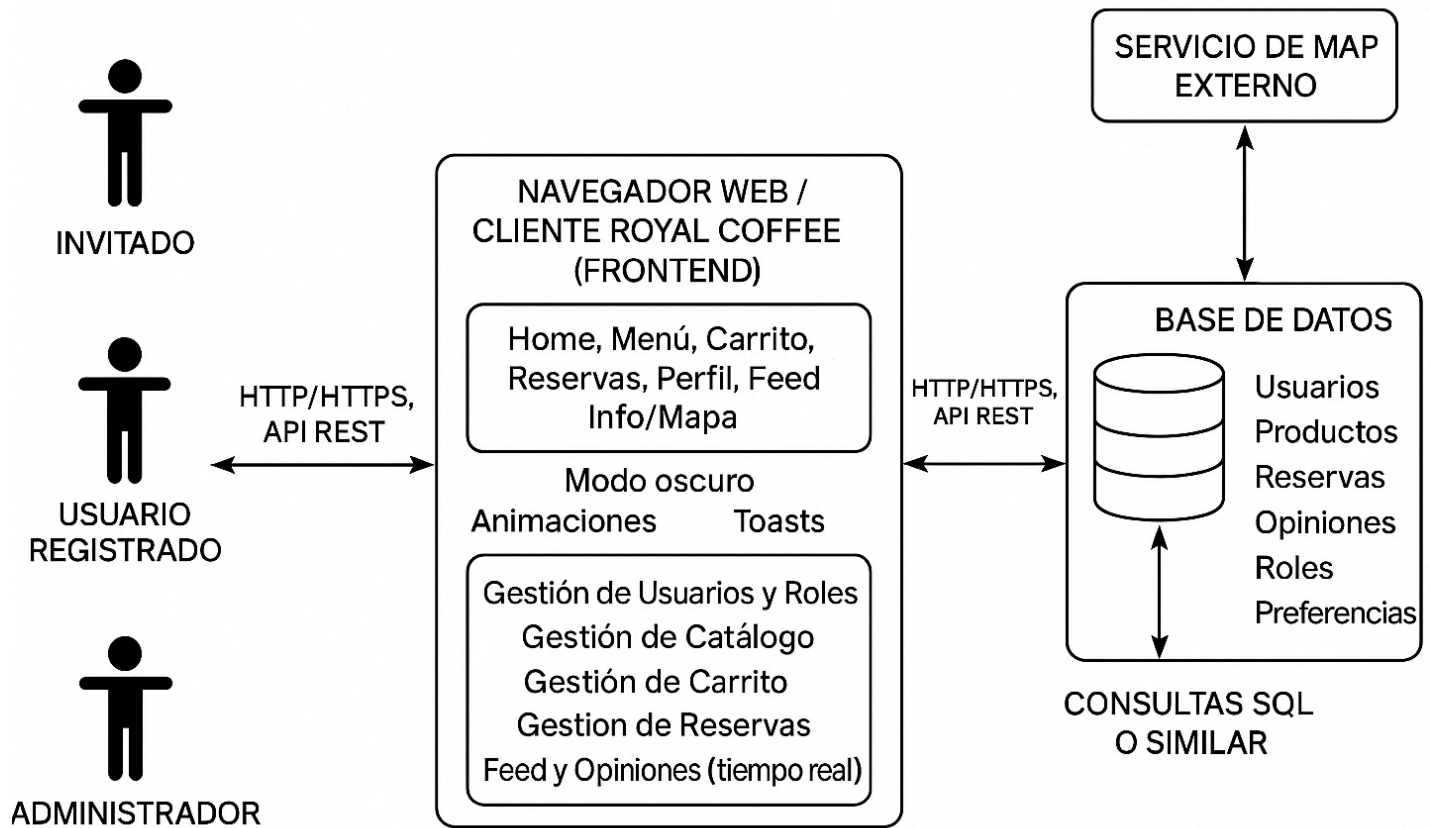 INVITADO
USUARIO
REGISTRADO
ADMINISTRADOR
HTTP/HTTPS,
API REST
NAVEGADOR WEB /
CLIENTE ROYAL COFFEE
(FRONTEND)
Home, Menú, Carrito,
Reservas, Perfil, Feed
Info/Mapa
Modo oscuro
Animaciones Toasts
Gestión de Usuarios y Roles
Gestión de Catálogo
Gestión de Carrito
Gestion de Reservas
Feed y Opiniones (tiempo real)
HTTP/HTTPS,
API REST
SERVICIO DE MAP
EXTERNO
BASE DE DATOS
Usuarios
Productos
Reservas
Opiniones
Roles
Preferencias
CONSULTAS SQL
O SIMILAR